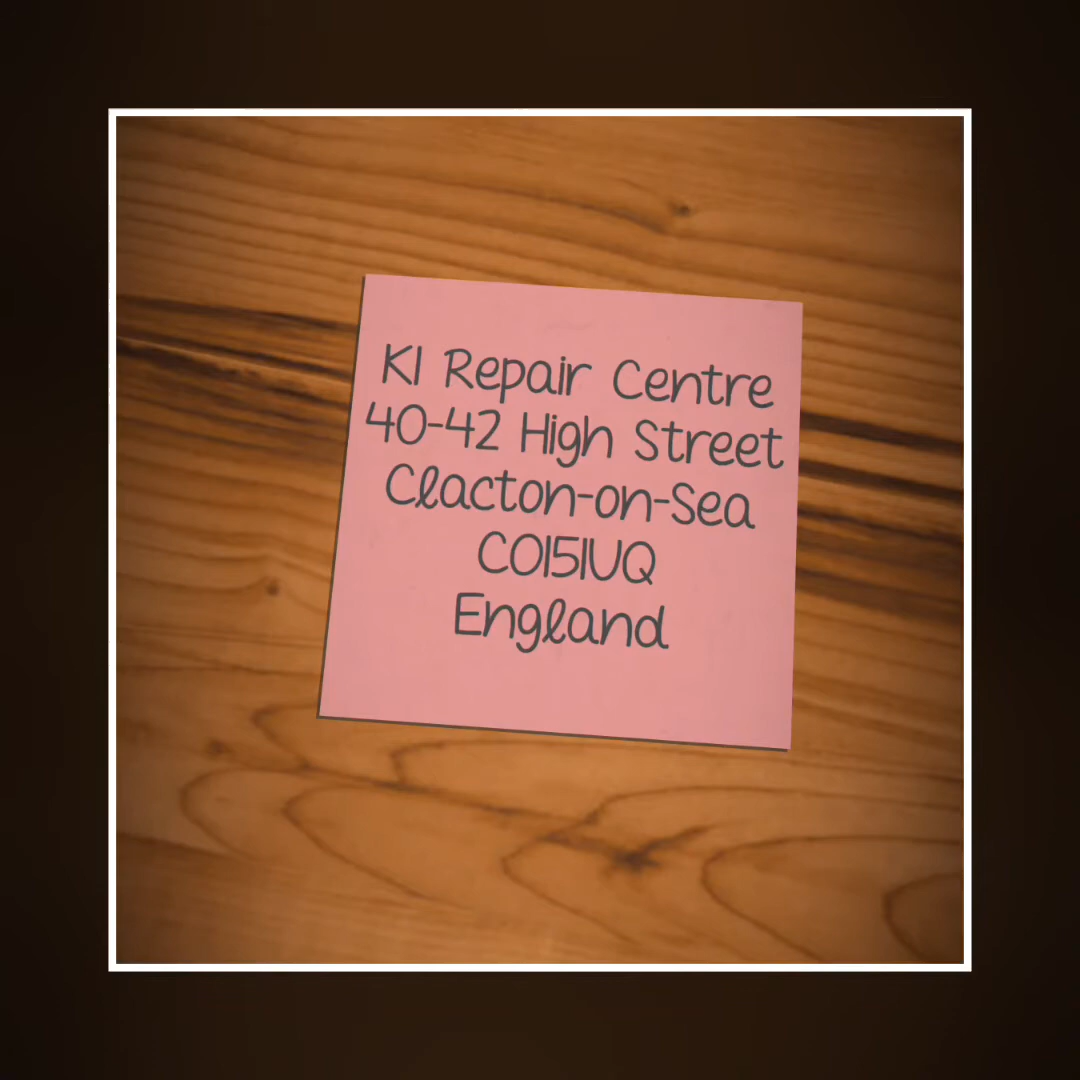 K1 Repair Centre
40-42 High Street
Clacton-on-Sea
CO151UQ
England